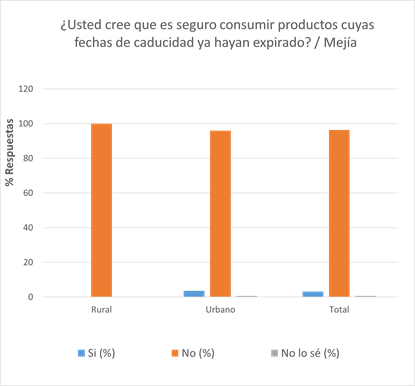 ¿Usted cree que es seguro consumir productos cuyas
fechas de caducidad ya hayan expirado? / Mejía
% Respuestas
120
100
80
60
40
20
0
Rural
Urbano
Total
Si (%)
No (%)
No lo sé (%)